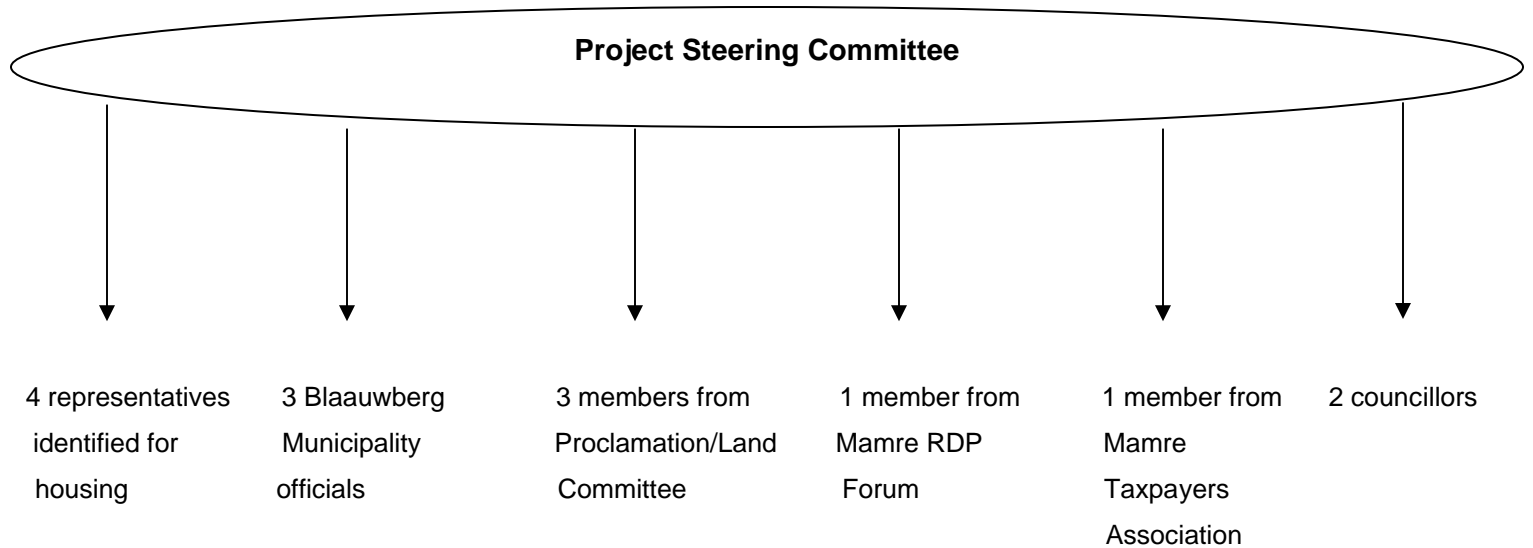 Project Steering Committee
4 representatives
identified for
housing
3 Blaauwberg
Municipality
officials
3 members from
Proclamation/Land
Committee
1 member from
Mamre RDP
Forum
1 member from
Mamre
Taxpayers
Association
2 councillors